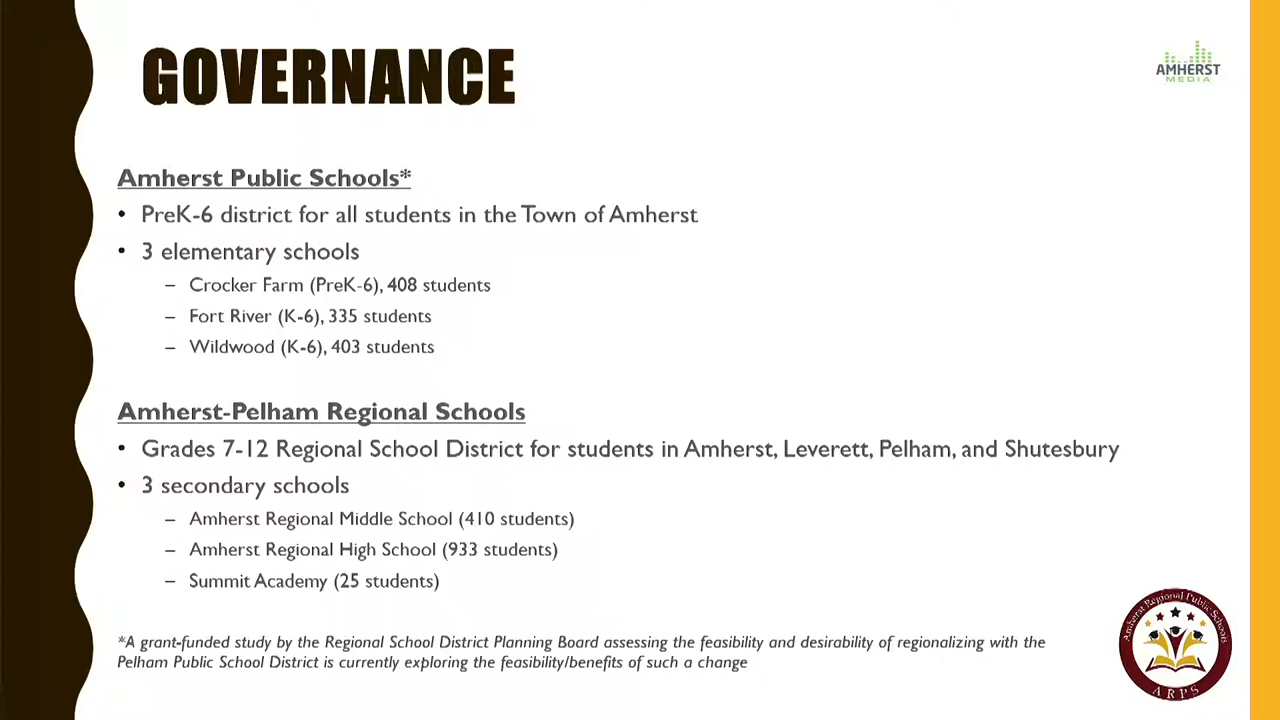 GOVERNANCE
AMHERST
MEDIA
Amherst Public Schools*
• PreK-6 district for all students in the Town of Amherst
• 3 elementary schools
– Crocker Farm (PreK-6), 408 students
– Fort River (K-6), 335 students
– Wildwood (K-6), 403 students
Amherst-Pelham Regional Schools
• Grades 7-12 Regional School District for students in Amherst, Leverett, Pelham, and Shutesbury
• 3 secondary schools
– Amherst Regional Middle School (410 students)
– Amherst Regional High School (933 students)
– Summit Academy (25 students)
*A grant-funded study by the Regional School District Planning Board assessing the feasibility and desirability of regionalizing with the
Pelham Public School District is currently exploring the feasibility/benefits of such a change
Amherst Regional Public Schools
ARPS